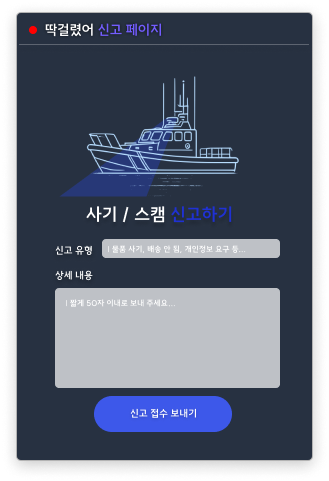 딱걸렸어 신고 페이지
사기 / 스캠 신고하기
신고 유형
| 물품 사기, 배송 안 됨, 개인정보 요구 등...
상세 내용
| 짧게 50자 이내로 보내 주세요...
신고 접수 보내기